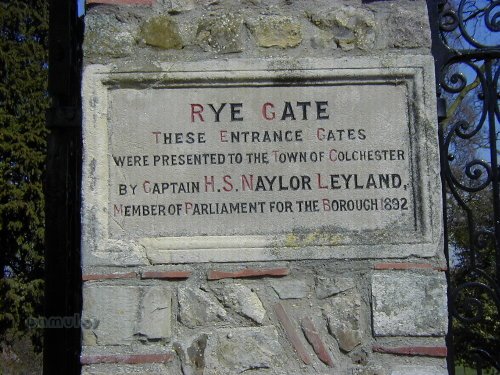 RYE GATE
THESE ENTRANCE GATES
WERE PRESENTED TO THE TOWN OF COLCHESTER
BY CAPTAIN H.S. NAYLOR LEYLAND,
MEMBER OF PARLIAMENT FOR THE BOROUGH 1892